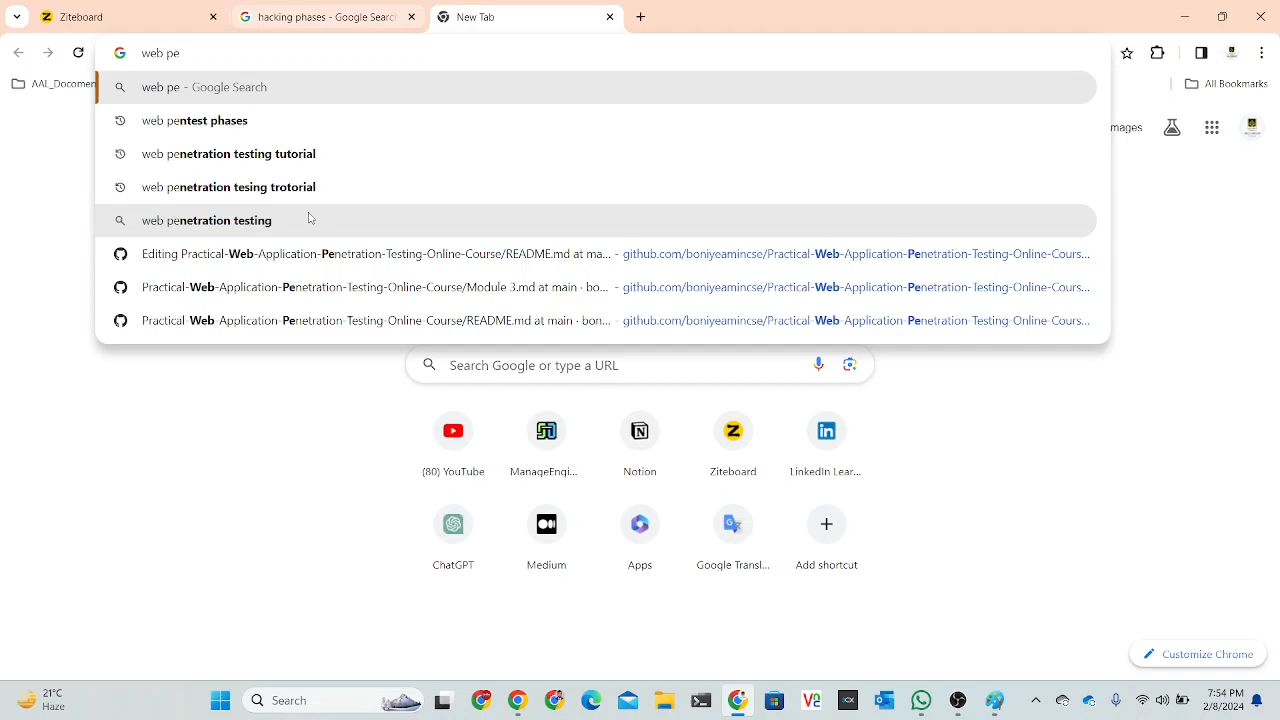 Ziteboard
hacking phases - Google Search
New Tab
web pe
AAL_Documen
All Bookmarks
web pe - Google Search
web pentest phases
mages
web penetration testing tutorial
web penetration tesing trotorial
web penetration testing
Editing Practical-Web-Application-Penetration-Testing-Online-Course/README.md at ma... - github.com/boniyeamincse/Practical-Web-Application-Penetration-Testing-Online-Cours...
Practical-Web-Application-Penetration-Testing-Online-Course/Module 3.md at main · bo... - github.com/boniyeamincse/Practical-Web-Application-Penetration-Testing-Online-Cours...
Practical-Web-Application-Penetration-Testing-Online-Course/README.md at main · bon... - github.com/boniyeamincse/Practical-Web-Application-Penetration-Testing-Online-Cours...
Search Google or type a URL
(80) YouTube
ManageEngi...
Notion
Ziteboard
LinkedIn Lear...
ChatGPT
Medium
Apps
Google Transl...
Add shortcut
Customize Chrome
21°C
Haze
Search
7:57 PM
2/8/2024